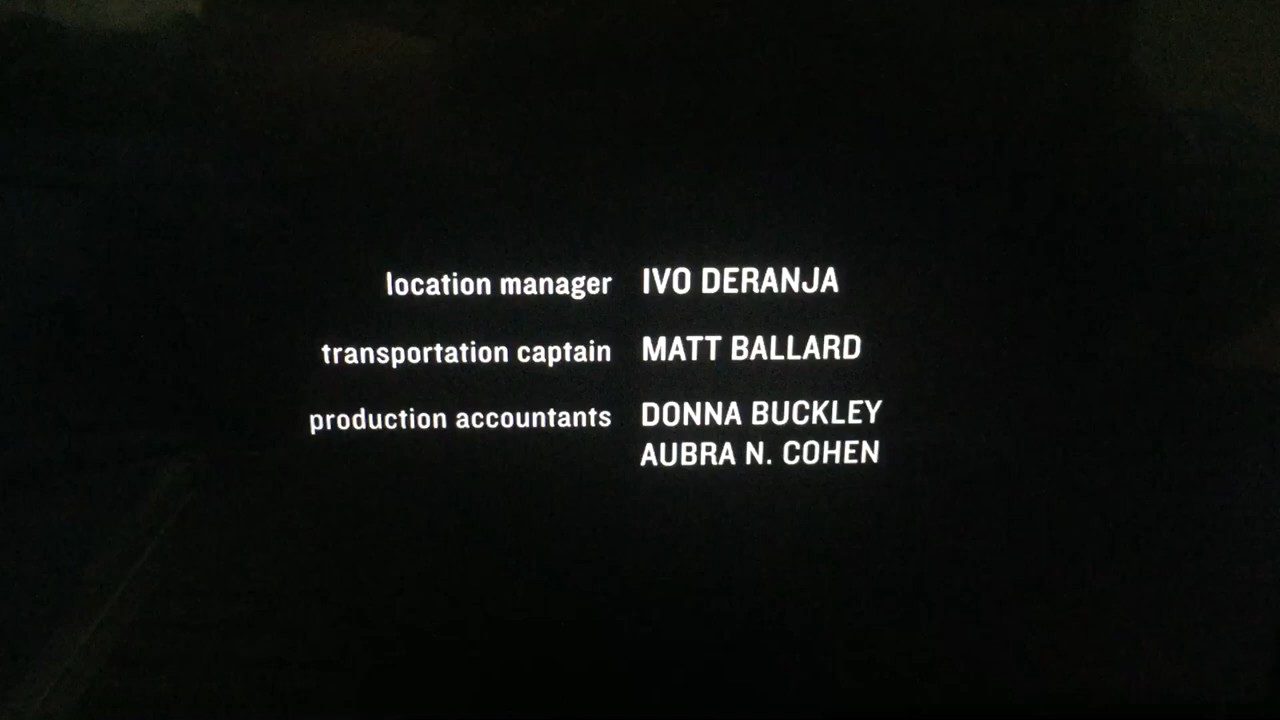 location manager IVO DERANJA
transportation captain MATT BALLARD
production accountants DONNA BUCKLEY
AUBRA N. COHEN